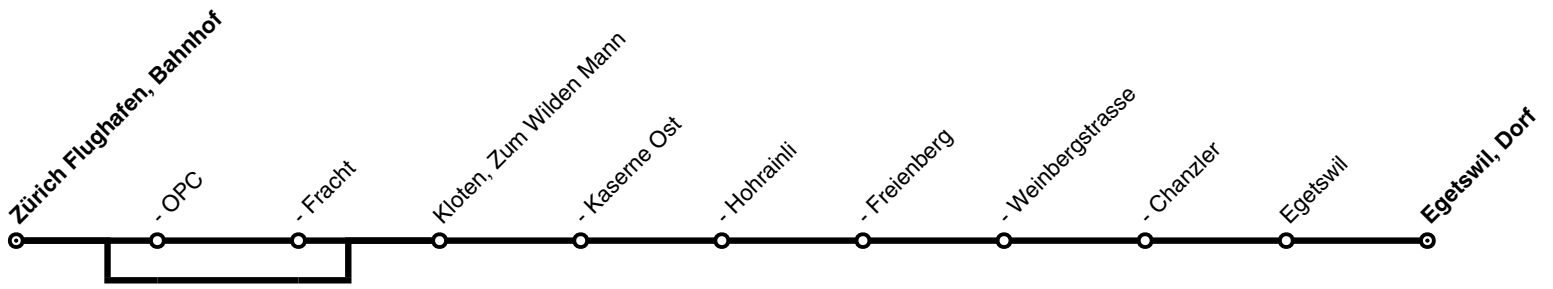 Zürich Flughafen, Bahnhof
- OPC
- Fracht
Kloten, Zum Wilden Mann
- Kaserne Ost
- Hohrainli
- Freienberg
- Weinbergstrasse
- Chanzler
Egetswil
Egetswil, Dorf